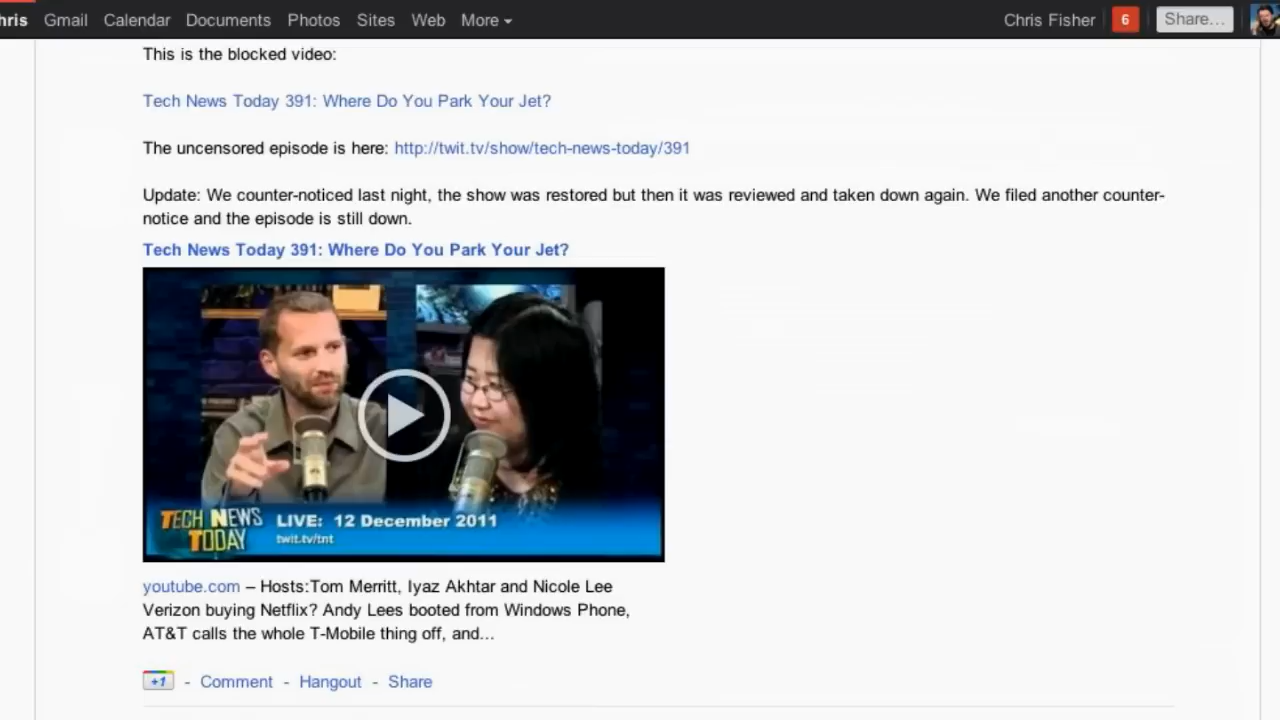 hris Gmail Calendar Documents Photos Sites Web More Chris Fisher 6 Share...
This is the blocked video:
Tech News Today 391: Where Do You Park Your Jet?
The uncensored episode is here: http://twit.tv/show/tech-news-today/391
Update: We counter-noticed last night, the show was restored but then it was reviewed and taken down again. We filed another counter-
notice and the episode is still down.
Tech News Today 391: Where Do You Park Your Jet?
TECH NEWS
TODAY
LIVE: 12 December 2011
twit.tv/tnt
youtube.com – Hosts:Tom Merritt, Iyaz Akhtar and Nicole Lee
Verizon buying Netflix? Andy Lees booted from Windows Phone,
AT&T calls the whole T-Mobile thing off, and...
+1 - Comment - Hangout - Share